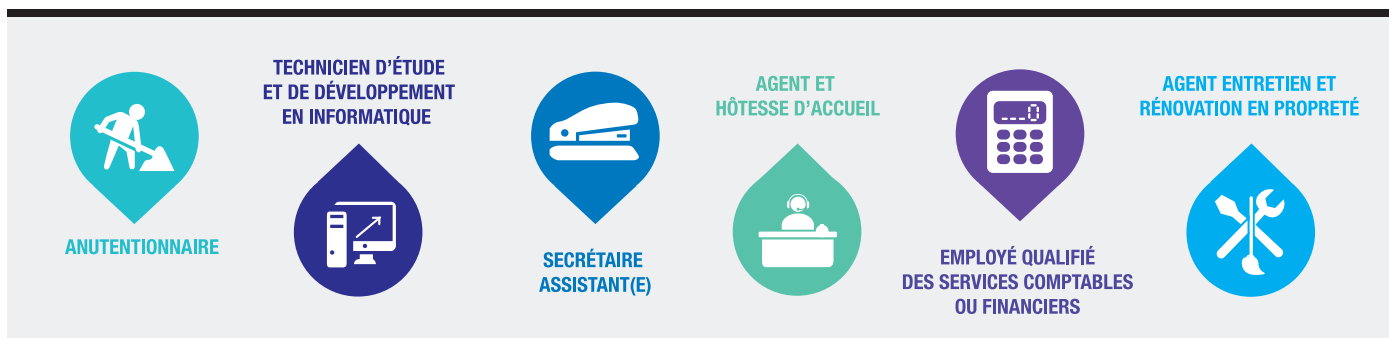 ANUTENTIONNAIRE
TECHNICIEN D'ÉTUDE
ET DE DÉVELOPPEMENT
EN INFORMATIQUE
SECRÉTAIRE
ASSISTANT(E)
AGENT ET
HÔTESSE D'ACCUEIL
___0
EMPLOYÉ QUALIFIÉ
DES SERVICES COMPTABLES
OU FINANCIERS
AGENT ENTRETIEN ET
RÉNOVATION EN PROPRETÉ